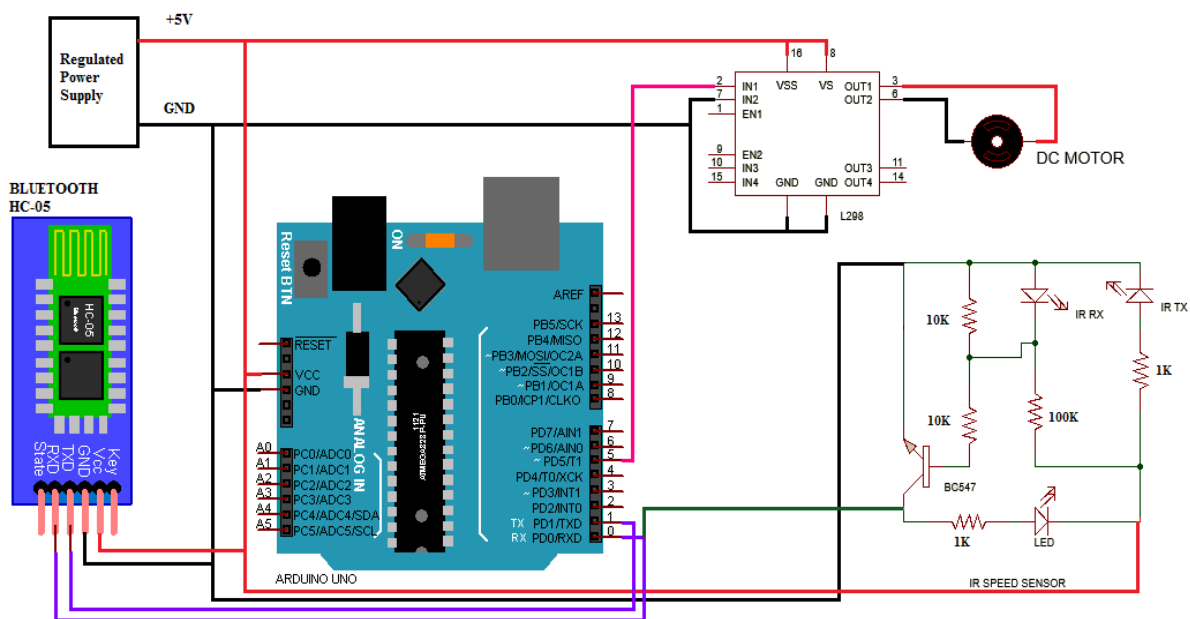 +5V
Regulated
Power
Supply
GND
16
8
2
IN1
VSS
VS
OUT1
3
7
IN2
OUT2
6
1
EN1
9
EN2
10
IN3
OUT3
11
15
IN4
GND
GND
OUT4
14
L298
DC MOTOR
BLUETOOTH
HC-05
HC-05
State
RXD
TXD
GND
Vcc
Key
Reset BTN
ON
AREF
RESET
VCC
GND
PB5/SCK
13
PB4/MISO
12
~PB3/MOSI/OC2A
11
~PB2/SS/OC1B
10
~PB1/OC1A
9
PB0/ICP1/CLKO
8
ANALOG IN
1121
A0
PC0/ADC0
A1
PC1/ADC1
A2
PC2/ADC2
A3
PC3/ADC3
A4
PC4/ADC4/SDA
A5
PC5/ADC5/SCL
PD7/AIN1
7
~PD6/AIN0
6
~PD5/T1
5
PD4/T0/XCK
4
~PD3/INT1
3
PD2/INT0
2
TX
PD1/TXD
1
RX
PD0/RXD
0
ARDUINO UNO
10K
IR RX
IR TX
1K
10K
100K
BC547
1K
LED
IR SPEED SENSOR